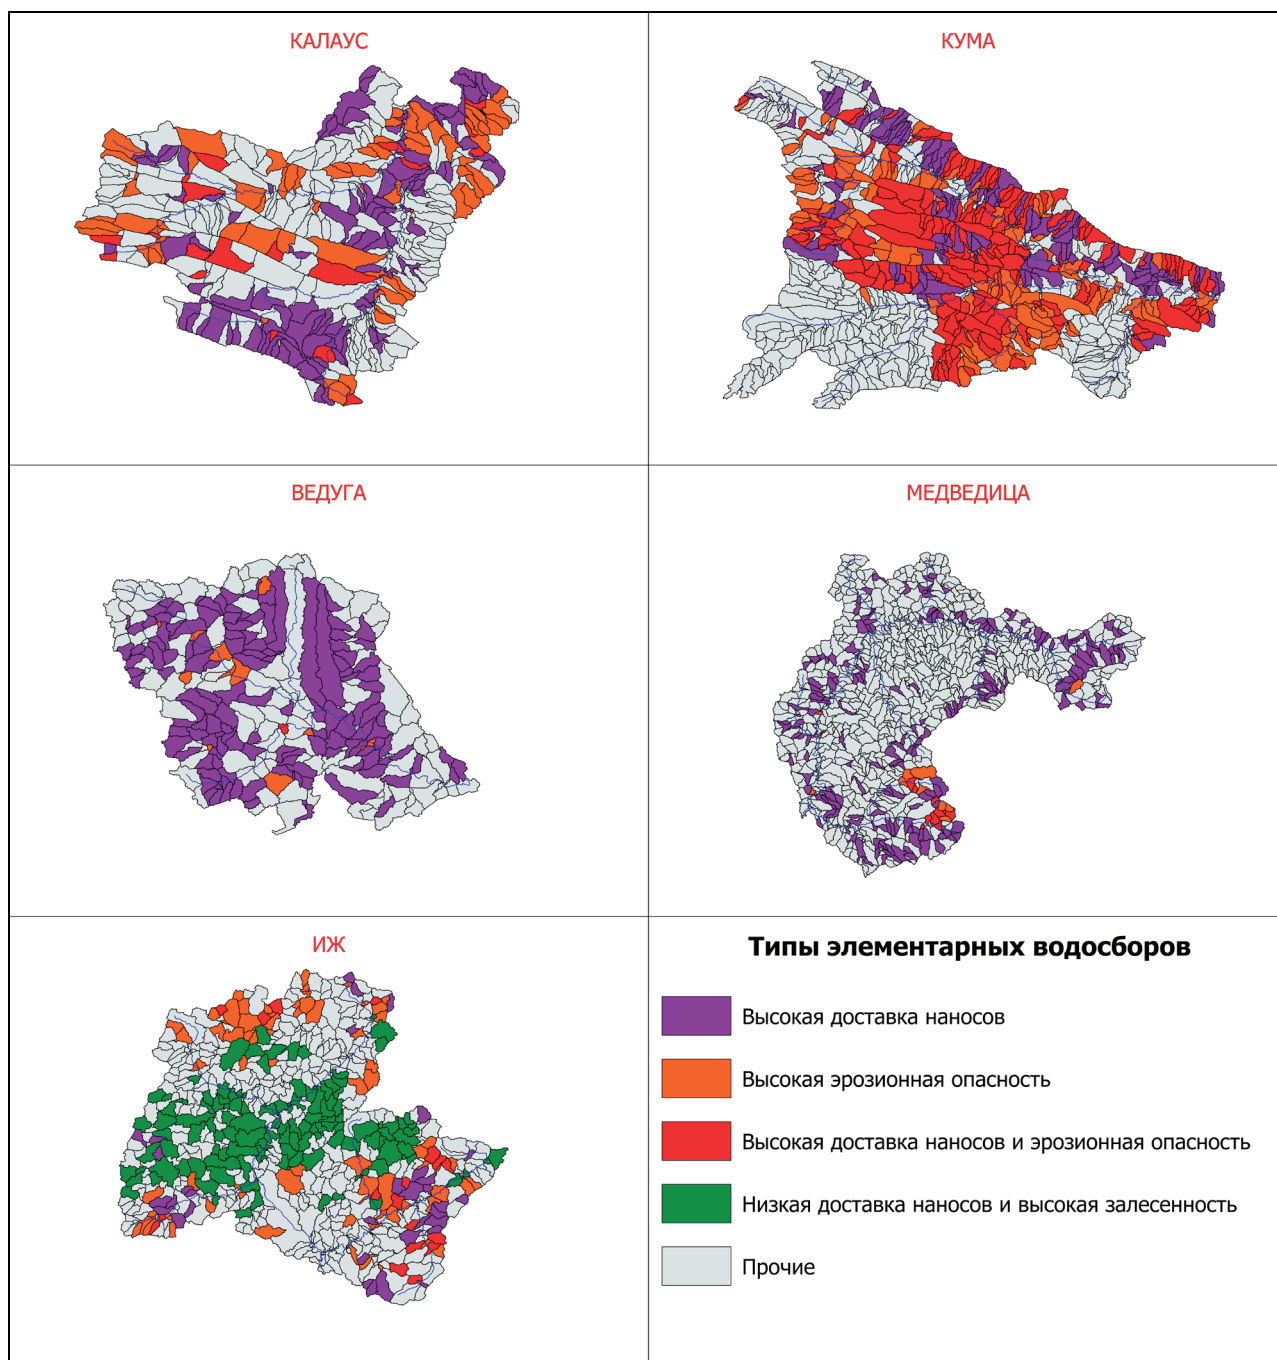 КАЛАУС
КУМА
ВЕДУГА
МЕДВЕДИЦА
ИЖ
Типы элементарных водосборов
Высокая доставка наносов
Высокая эрозионная опасность
Высокая доставка наносов и эрозионная опасность
Низкая доставка наносов и высокая залесенность
Прочие